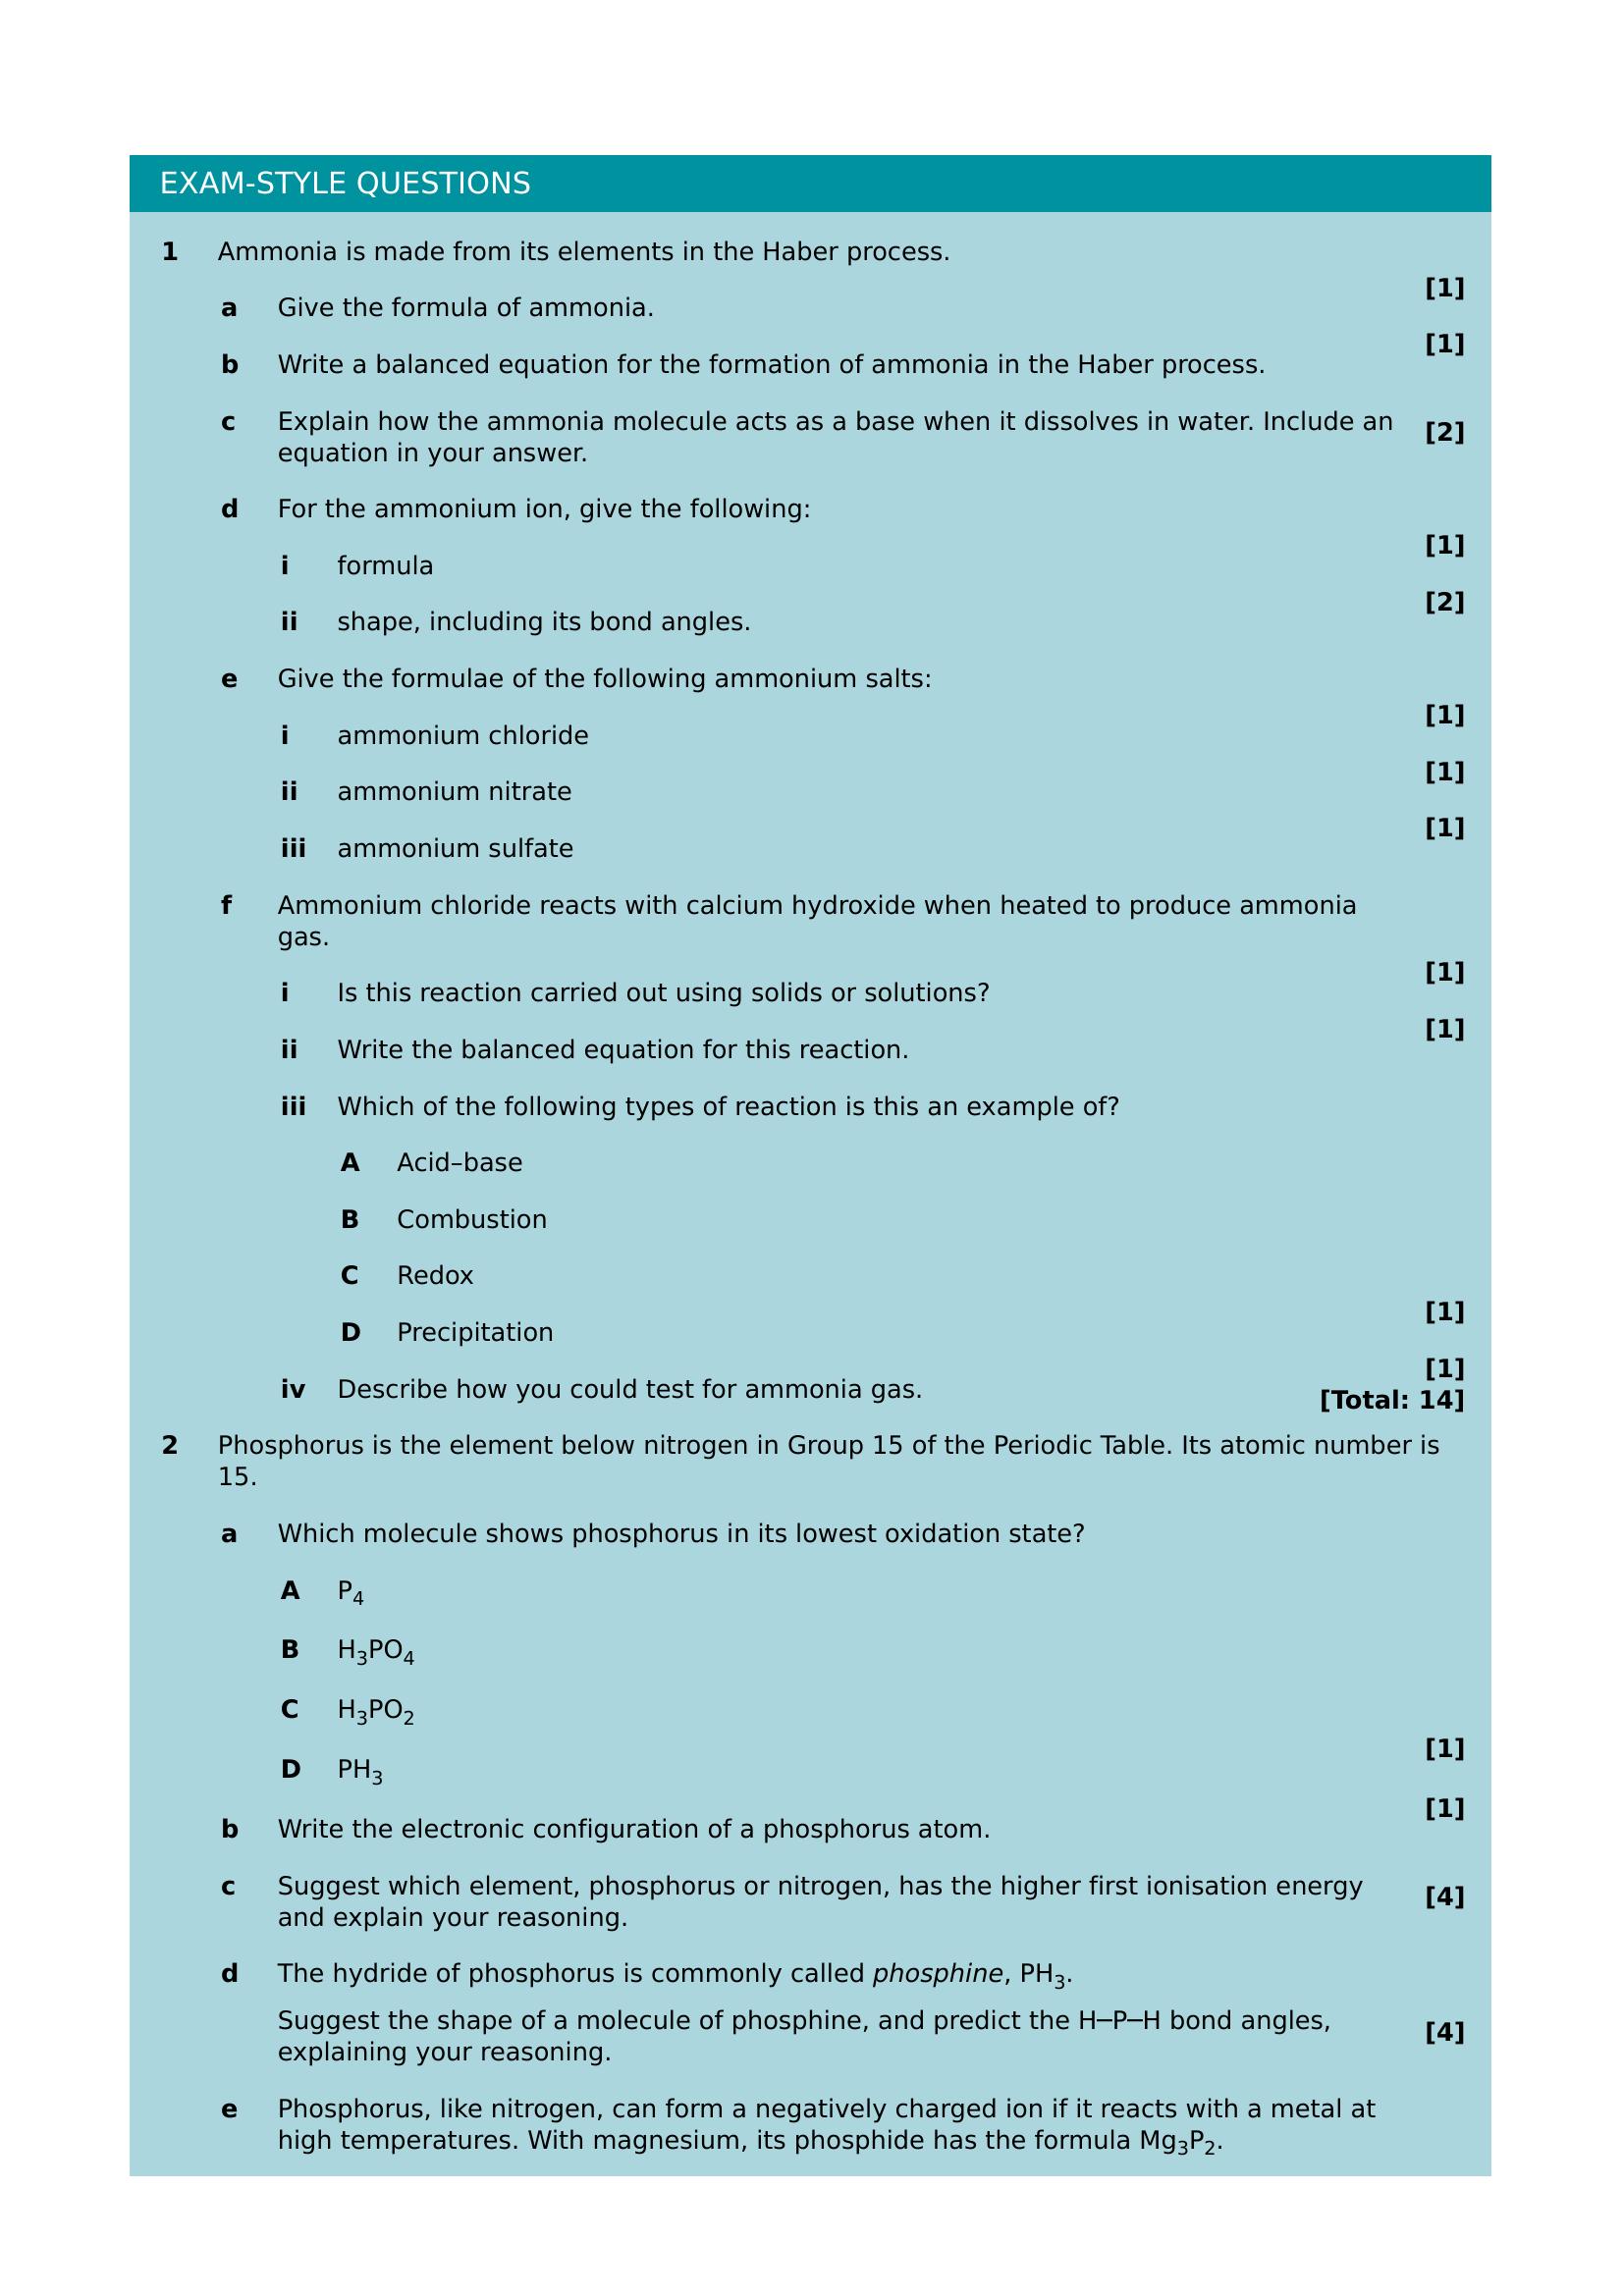 EXAM-STYLE QUESTIONS
1 Ammonia is made from its elements in the Haber process.
a Give the formula of ammonia. [1]
b Write a balanced equation for the formation of ammonia in the Haber process. [1]
c Explain how the ammonia molecule acts as a base when it dissolves in water. Include an
equation in your answer. [2]
d For the ammonium ion, give the following:
i formula [1]
ii shape, including its bond angles. [2]
e Give the formulae of the following ammonium salts:
i ammonium chloride [1]
ii ammonium nitrate [1]
iii ammonium sulfate [1]
f Ammonium chloride reacts with calcium hydroxide when heated to produce ammonia
gas.
i Is this reaction carried out using solids or solutions? [1]
ii Write the balanced equation for this reaction. [1]
iii Which of the following types of reaction is this an example of?
A Acid–base
B Combustion
C Redox
D Precipitation [1]
iv Describe how you could test for ammonia gas. [1]
[Total: 14]
2 Phosphorus is the element below nitrogen in Group 15 of the Periodic Table. Its atomic number is
15.
a Which molecule shows phosphorus in its lowest oxidation state?
A P₄
B H₃PO₄
C H₃PO₂
D PH₃ [1]
b Write the electronic configuration of a phosphorus atom. [1]
c Suggest which element, phosphorus or nitrogen, has the higher first ionisation energy
and explain your reasoning. [4]
d The hydride of phosphorus is commonly called phosphine, PH₃.
Suggest the shape of a molecule of phosphine, and predict the H─P─H bond angles,
explaining your reasoning. [4]
e Phosphorus, like nitrogen, can form a negatively charged ion if it reacts with a metal at
high temperatures. With magnesium, its phosphide has the formula Mg₃P₂.